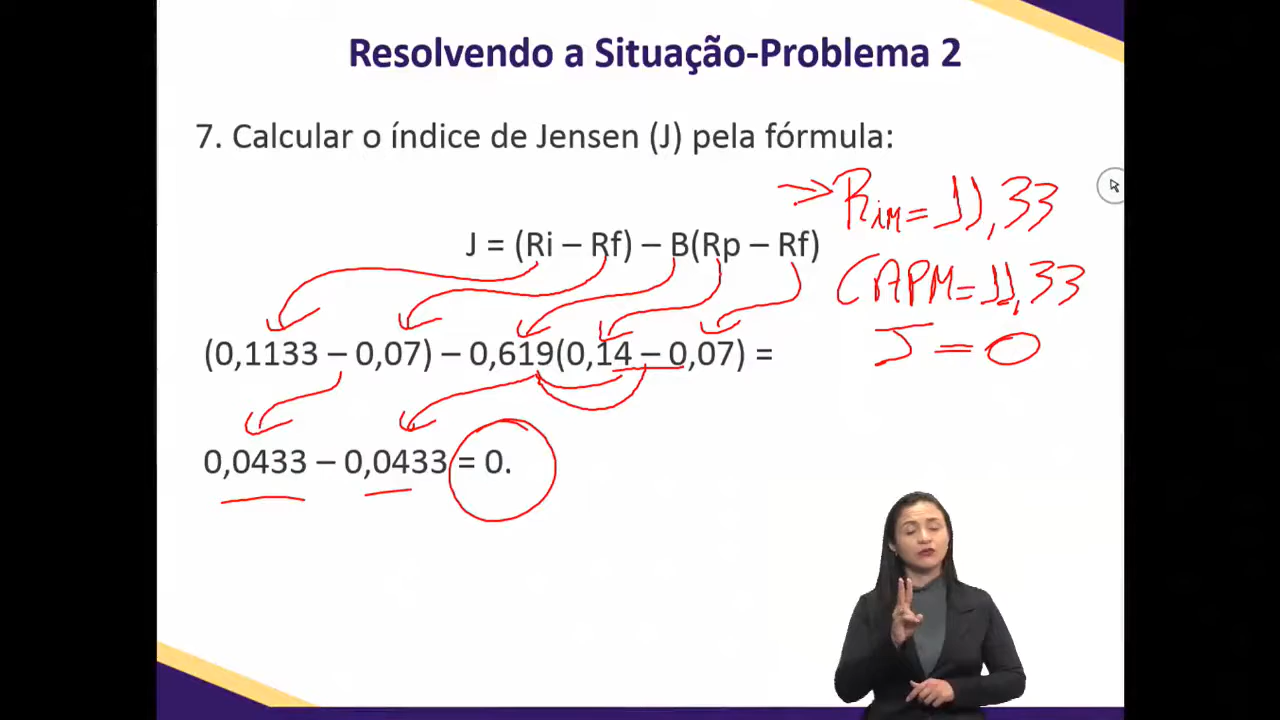 Resolvendo a Situação-Problema 2
7. Calcular o índice de Jensen (J) pela fórmula:
J = (Ri – Rf) – B(Rp – Rf)
(0,1133 – 0,07) – 0,619(0,14 – 0,07) =
0,0433 – 0,0433 = 0.
Rim = 11,33
CAPM = 11,33
J = 0